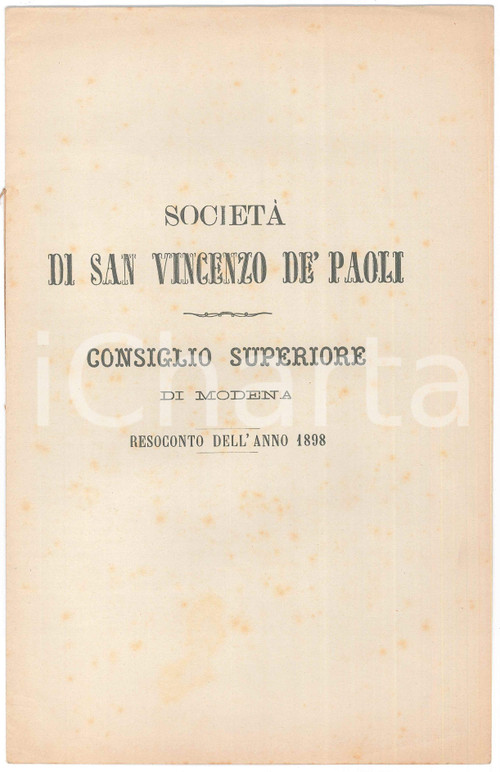 SOCIETÀ
DI SAN VINCENZO DE' PAOLI
CONSIGLIO SUPERIORE
iCharta
DI MODENA
RESOCONTO DELL'ANNO 1898